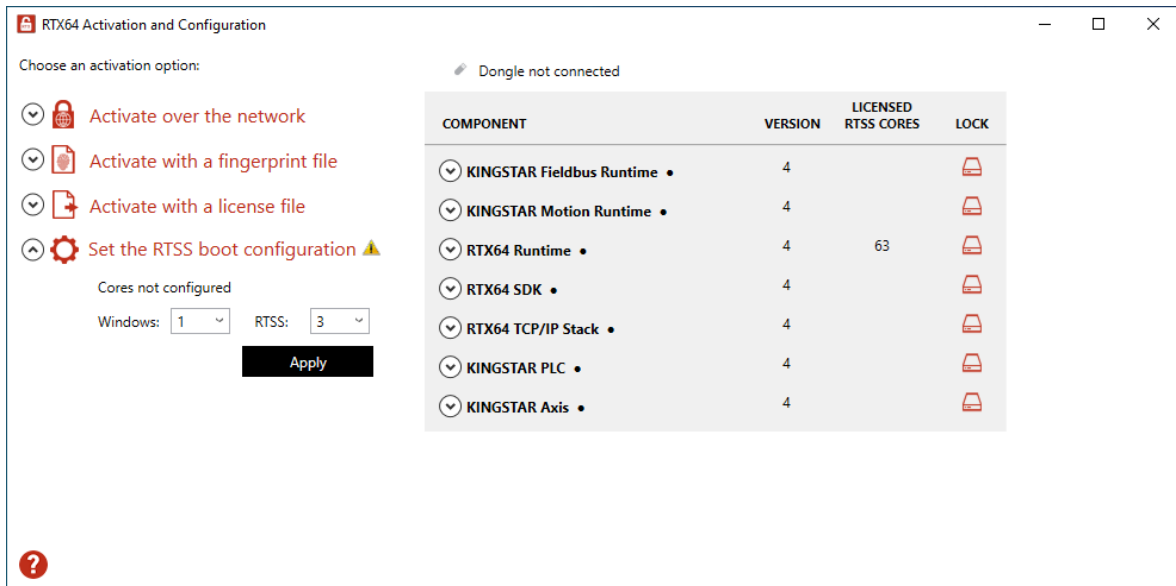 RTX64 Activation and Configuration
Choose an activation option:
Activate over the network
Activate with a fingerprint file
Activate with a license file
Set the RTSS boot configuration
Cores not configured
Windows: 1 RTSS: 3
Apply
Dongle not connected
COMPONENT VERSION LICENSED RTSS CORES LOCK
KINGSTAR Fieldbus Runtime • 4
KINGSTAR Motion Runtime • 4
RTX64 Runtime • 4 63
RTX64 SDK • 4
RTX64 TCP/IP Stack • 4
KINGSTAR PLC • 4
KINGSTAR Axis • 4
?